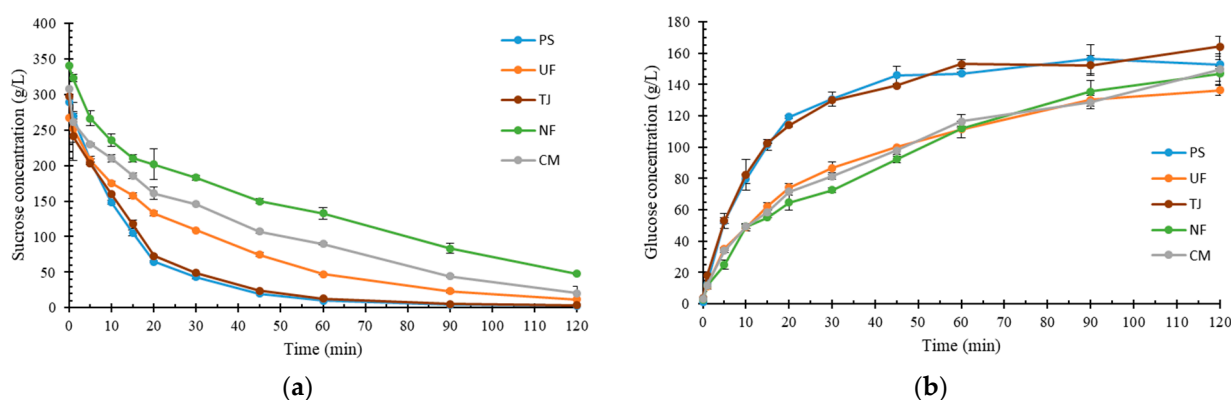 Sucrose concentration (g/L)
400
350
300
250
200
150
100
50
0
0 10 20 30 40 50 60 70 80 90 100 110 120
Time (min)
PS
UF
TJ
NF
CM
(a)
Glucose concentration (g/L)
180
160
140
120
100
80
60
40
20
0
0 10 20 30 40 50 60 70 80 90 100 110 120
Time (min)
PS
UF
TJ
NF
CM
(b)